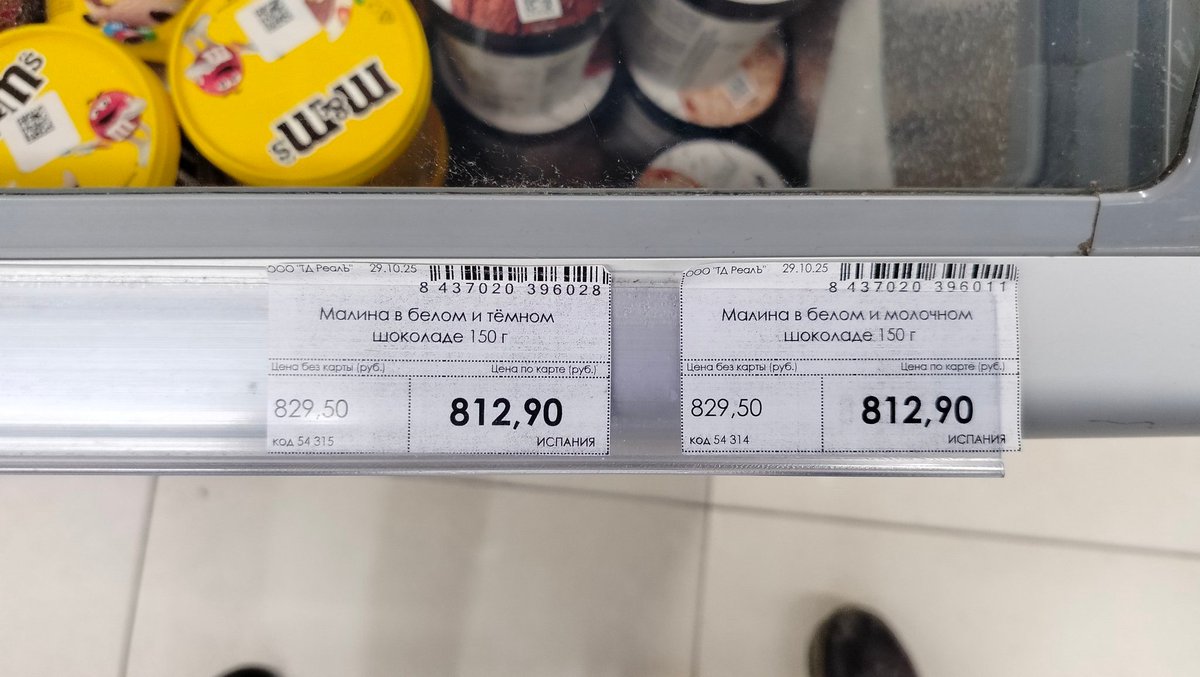 m&m's
ООО "ТД РеалЪ" 29.10.25
8 437020 396028
Малина в белом и тёмном
шоколаде 150 г
Цена без карты (руб.) Цена по карте (руб.)
829,50 812,90
код 54 315 ИСПАНИЯ
ООО "ТД РеалЪ" 29.10.25
8 437020 396011
Малина в белом и молочном
шоколаде 150 г
Цена без карты (руб.) Цена по карте (руб.)
829,50 812,90
код 54 314 ИСПАНИЯ